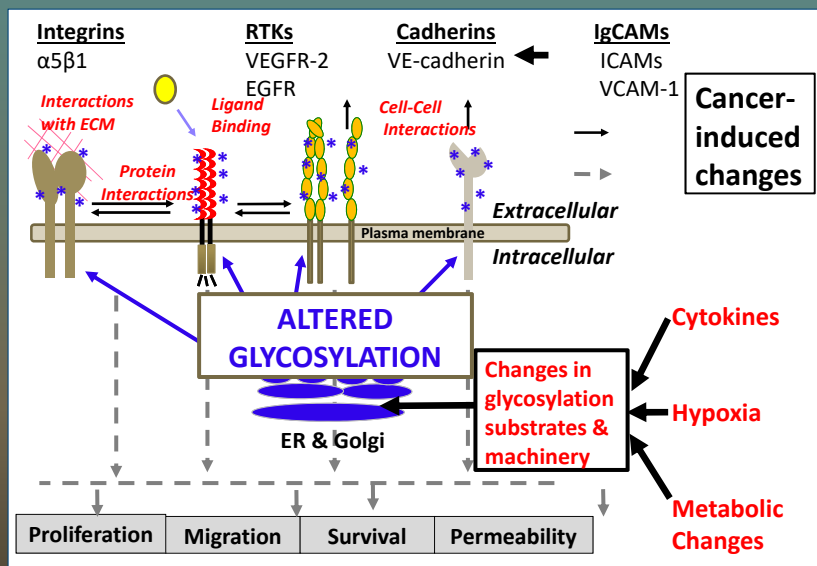 Integrins
α5β1
RTKs
VEGFR-2
EGFR
Cadherins
VE-cadherin
IgCAMs
ICAMs
VCAM-1
Cancer-
induced
changes
Interactions
with ECM
Ligand
Binding
Cell-Cell
Interactions
Protein
Interactions
Extracellular
Plasma membrane
Intracellular
ALTERED
GLYCOSYLATION
Changes in
glycosylation
substrates &
machinery
Cytokines
Hypoxia
Metabolic
Changes
ER & Golgi
Proliferation
Migration
Survival
Permeability